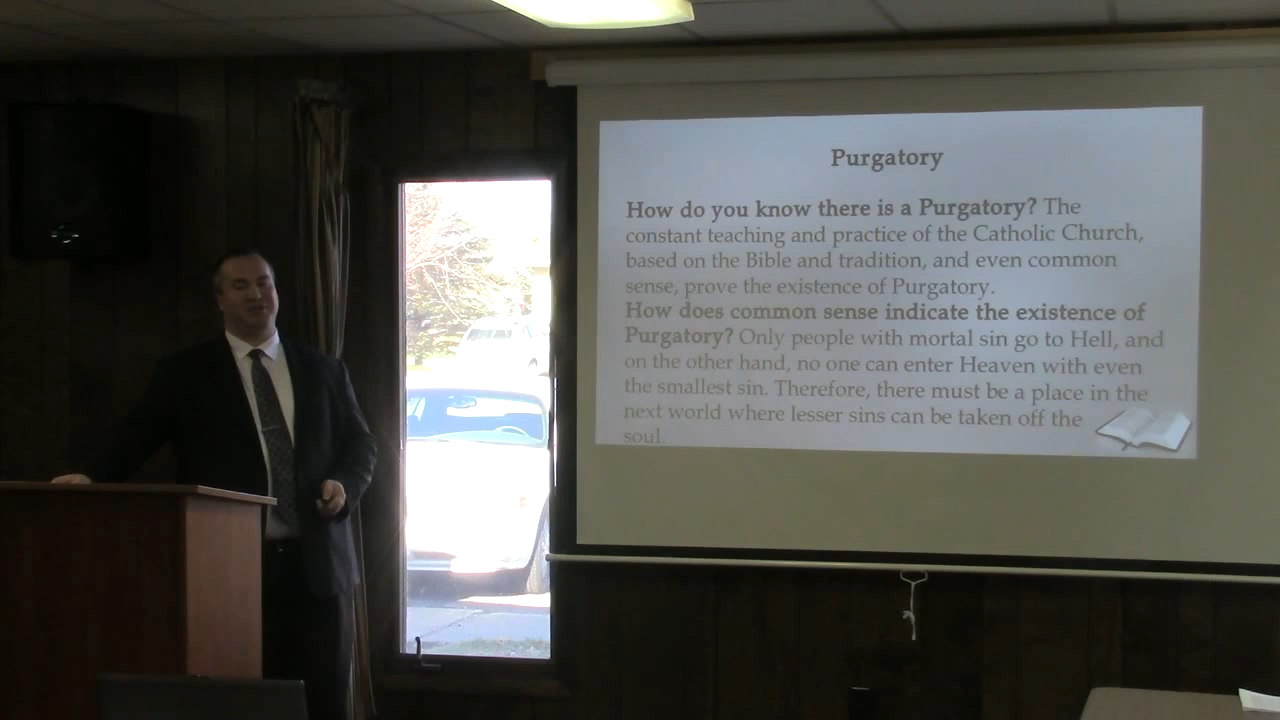 Purgatory
How do you know there is a Purgatory? The
constant teaching and practice of the Catholic Church,
based on the Bible and tradition, and even common
sense, prove the existence of Purgatory.
How does common sense indicate the existence of
Purgatory? Only people with mortal sin go to Hell, and
on the other hand, no one can enter Heaven with even
the smallest sin. Therefore, there must be a place in the
next world where lesser sins can be taken off the
soul.